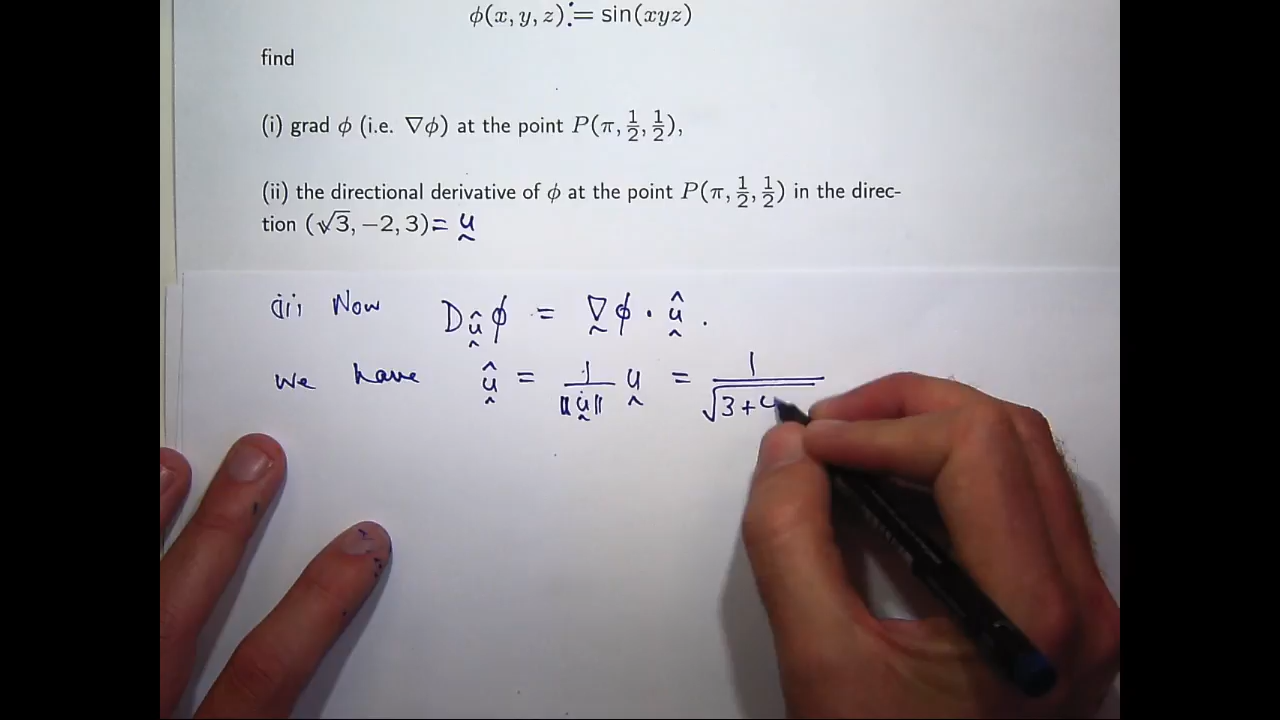 ϕ(x, y, z) := sin(xyz)
find
(i) grad ϕ (i.e. ∇ϕ) at the point P(π, 1/2, 1/2),
(ii) the directional derivative of ϕ at the point P(π, 1/2, 1/2) in the direc-
tion (√3, −2, 3) = ṵ
(ii) Now D_ṵ̂ ϕ = ∇̰ϕ · ṵ̂ .
We have ṵ̂ = 1/‖ṵ‖ ṵ = 1/√(3+4